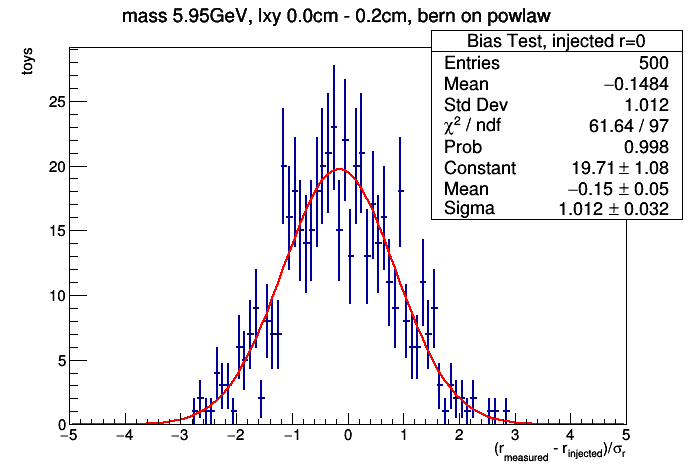 mass 5.95GeV, lxy 0.0cm - 0.2cm, bern on powlaw
toys
Bias Test, injected r=0
Entries 500
Mean −0.1484
Std Dev 1.012
χ² / ndf 61.64 / 97
Prob 0.998
Constant 19.71 ± 1.08
Mean −0.15 ± 0.05
Sigma 1.012 ± 0.032
25
20
15
10
5
0
−5 −4 −3 −2 −1 0 1 2 3 4 5
(r_measured - r_injected)/σ_r